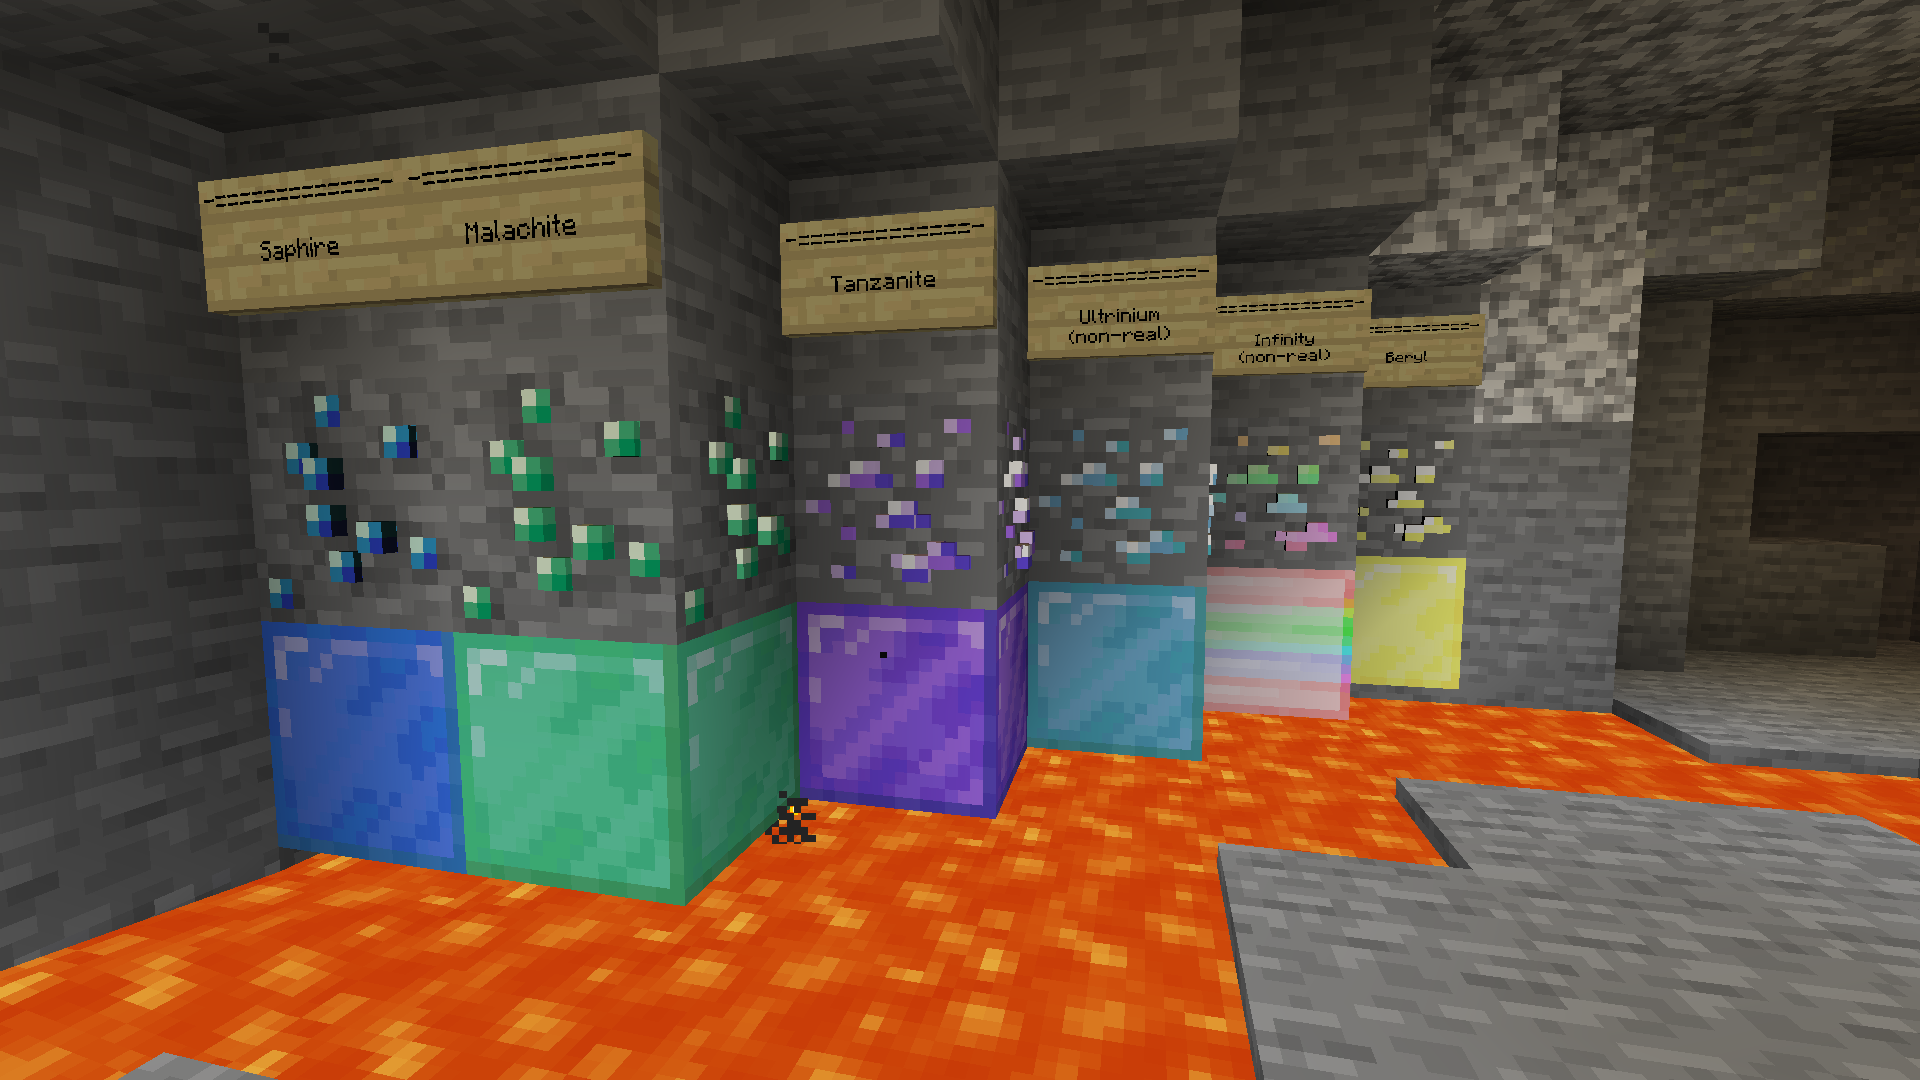 -===========-
Saphire
-===========-
Malachite
-===========-
Tanzanite
-===========-
Ultrinium
(non-real)
-===========-
Infinity
(non-real)
-===========-
Beryl